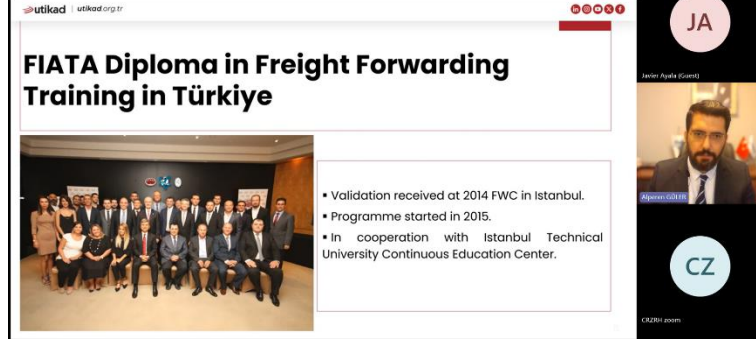 utikad | utikad.org.tr
FIATA Diploma in Freight Forwarding
Training in Türkiye
▪ Validation received at 2014 FWC in Istanbul.
▪ Programme started in 2015.
▪ In cooperation with Istanbul Technical
University Continuous Education Center.
JA
Javier Ayala (Guest)
Alperen GÜLER
CZ
CRZRH zoom